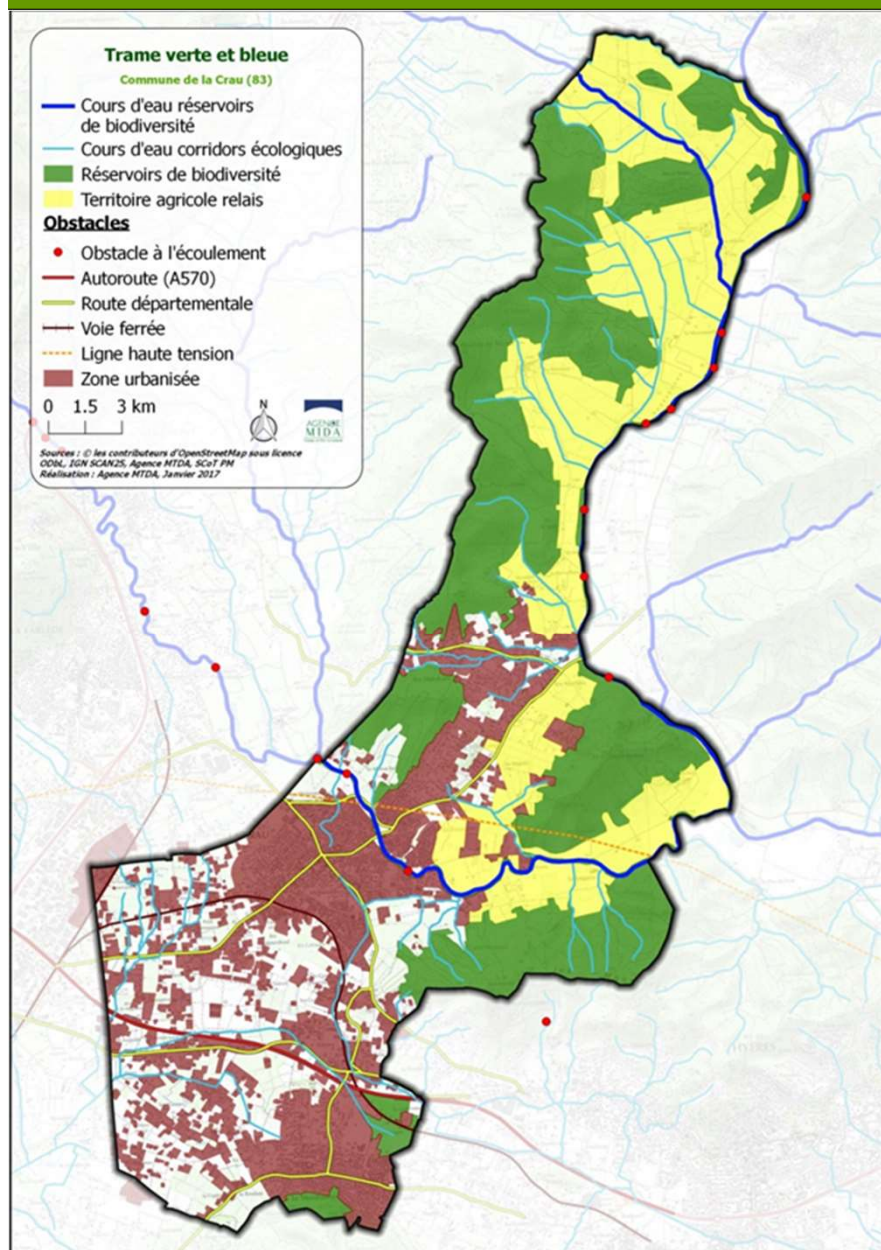 Trame verte et bleue
Commune de la Crau (83)
Cours d'eau réservoirs
de biodiversité
Cours d'eau corridors écologiques
Réservoirs de biodiversité
Territoire agricole relais
Obstacles
Obstacle à l'écoulement
Autoroute (A570)
Route départementale
Voie ferrée
Ligne haute tension
Zone urbanisée
0 1.5 3 km
N
AGENCE
MTDA
Sources : © les contributeurs d'OpenStreetMap sous licence
ODbL, IGN SCAN25, Agence MTDA, SCoT PM
Réalisation : Agence MTDA, Janvier 2017